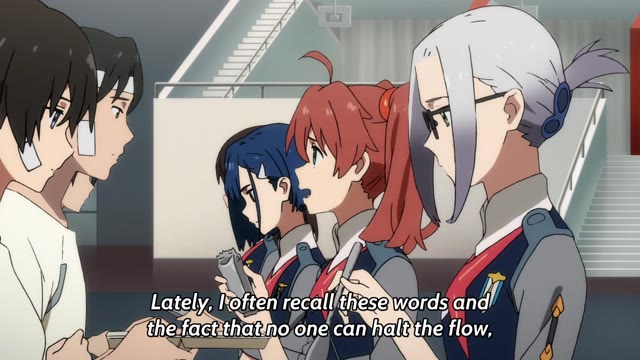 Lately, I often recall these words and
the fact that no one can halt the flow,